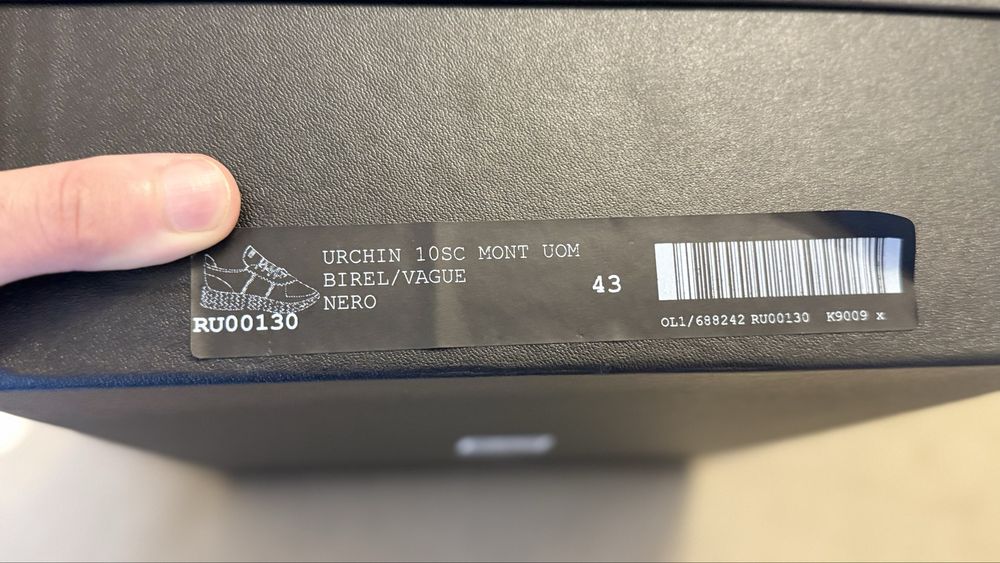 URCHIN 10SC MONT UOM
BIREL/VAGUE
NERO
RU00130
43
OL1/688242 RU00130 K9009 x